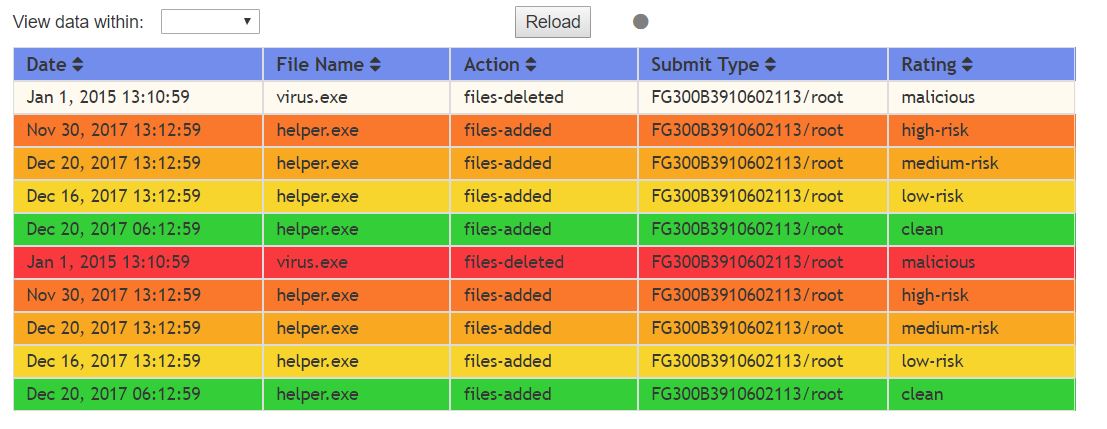 View data within: Reload
Date File Name Action Submit Type Rating
Jan 1, 2015 13:10:59 virus.exe files-deleted FG300B3910602113/root malicious
Nov 30, 2017 13:12:59 helper.exe files-added FG300B3910602113/root high-risk
Dec 20, 2017 13:12:59 helper.exe files-added FG300B3910602113/root medium-risk
Dec 16, 2017 13:12:59 helper.exe files-added FG300B3910602113/root low-risk
Dec 20, 2017 06:12:59 helper.exe files-added FG300B3910602113/root clean
Jan 1, 2015 13:10:59 virus.exe files-deleted FG300B3910602113/root malicious
Nov 30, 2017 13:12:59 helper.exe files-added FG300B3910602113/root high-risk
Dec 20, 2017 13:12:59 helper.exe files-added FG300B3910602113/root medium-risk
Dec 16, 2017 13:12:59 helper.exe files-added FG300B3910602113/root low-risk
Dec 20, 2017 06:12:59 helper.exe files-added FG300B3910602113/root clean